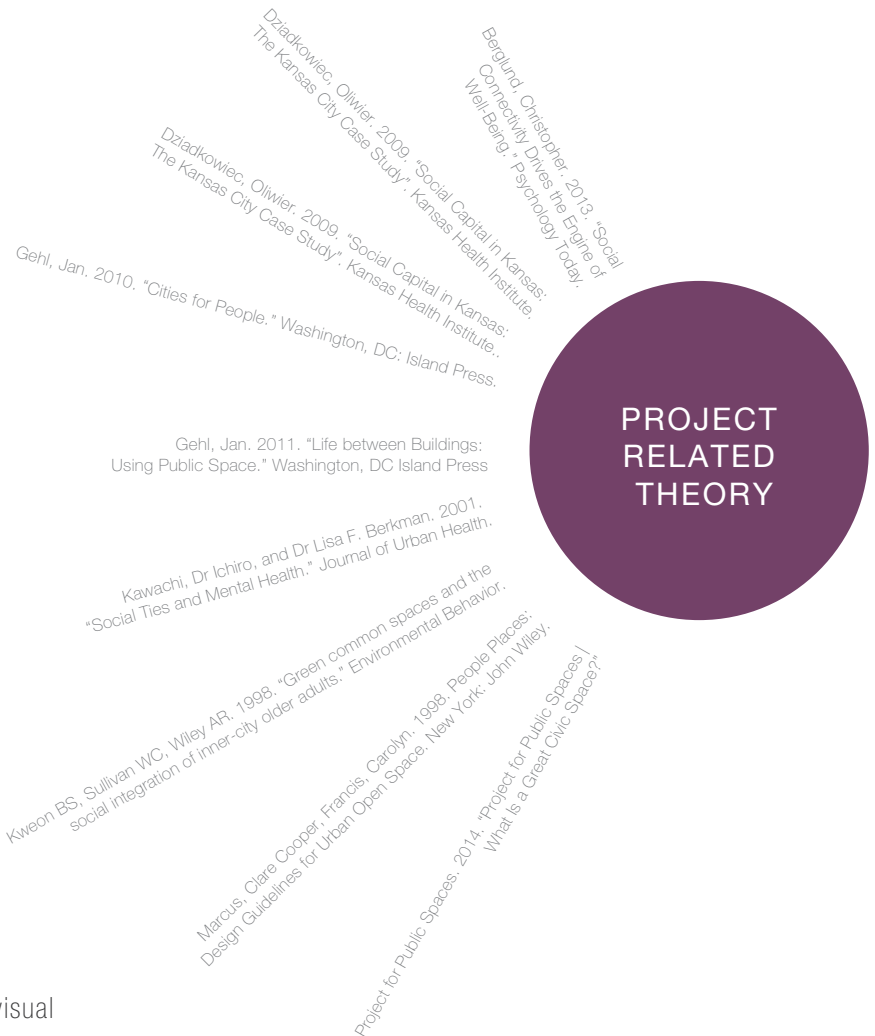 Berglund, Christopher. 2013. “Social
Connectivity Drives the Engine of
Well-Being.” Psychology Today.
Dziadkowiec, Oliwier. 2009. “Social Capital in Kansas:
The Kansas City Case Study”. Kansas Health Institute.
Dziadkowiec, Oliwier. 2009. “Social Capital in Kansas:
The Kansas City Case Study”. Kansas Health Institute..
Gehl, Jan. 2010. “Cities for People.” Washington, DC: Island Press.
Gehl, Jan. 2011. “Life between Buildings:
Using Public Space.” Washington, DC Island Press
Kawachi, Dr Ichiro, and Dr Lisa F. Berkman. 2001.
“Social Ties and Mental Health.” Journal of Urban Health.
Kweon BS, Sullivan WC, Wiley AR. 1998. “Green common spaces and the
social integration of inner-city older adults.” Environmental Behavior.
Marcus, Clare Cooper, Francis, Carolyn. 1998. People Places:
Design Guidelines for Urban Open Space. New York: John Wiley.
Project for Public Spaces. 2014. “Project for Public Spaces |
What Is a Great Civic Space?”
PROJECT
RELATED
THEORY
visual